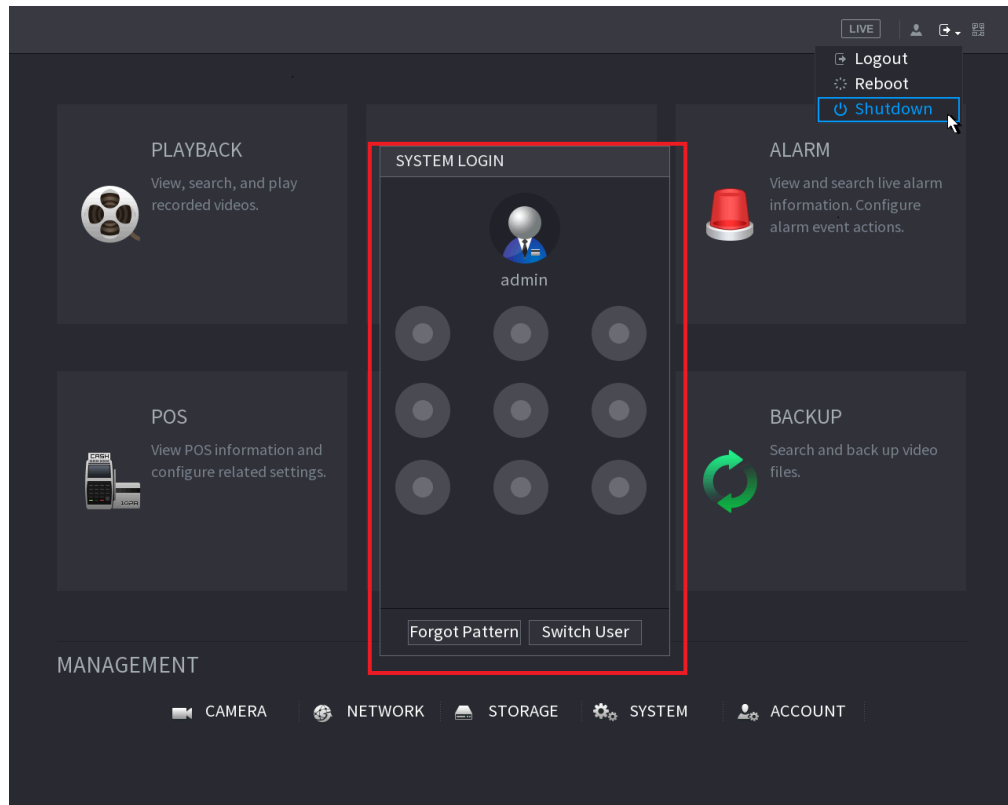 LIVE
Logout
Reboot
Shutdown
PLAYBACK
View, search, and play
recorded videos.
SYSTEM LOGIN
admin
Forgot Pattern
Switch User
ALARM
View and search live alarm
information. Configure
alarm event actions.
POS
View POS information and
configure related settings.
CASH
10PA
BACKUP
Search and back up video
files.
MANAGEMENT
CAMERA
NETWORK
STORAGE
SYSTEM
ACCOUNT